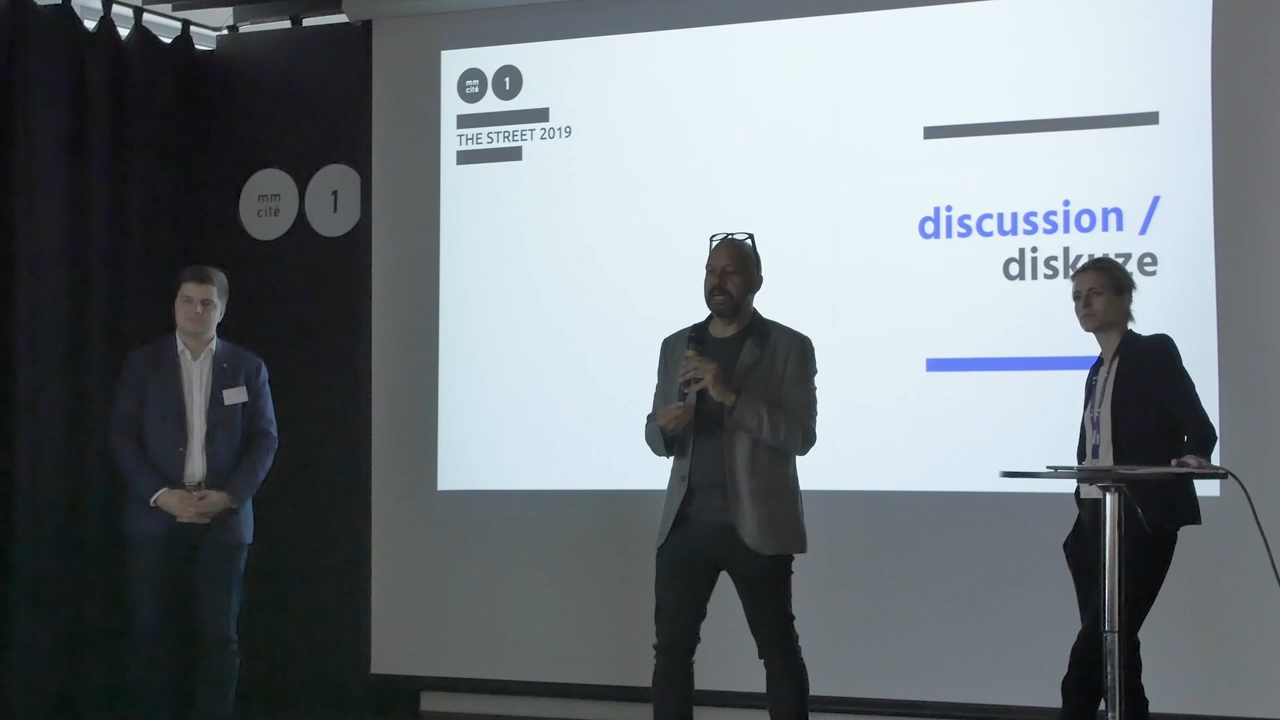 mm
cité
1
THE STREET 2019
discussion /
diskuze
mm
cité
1